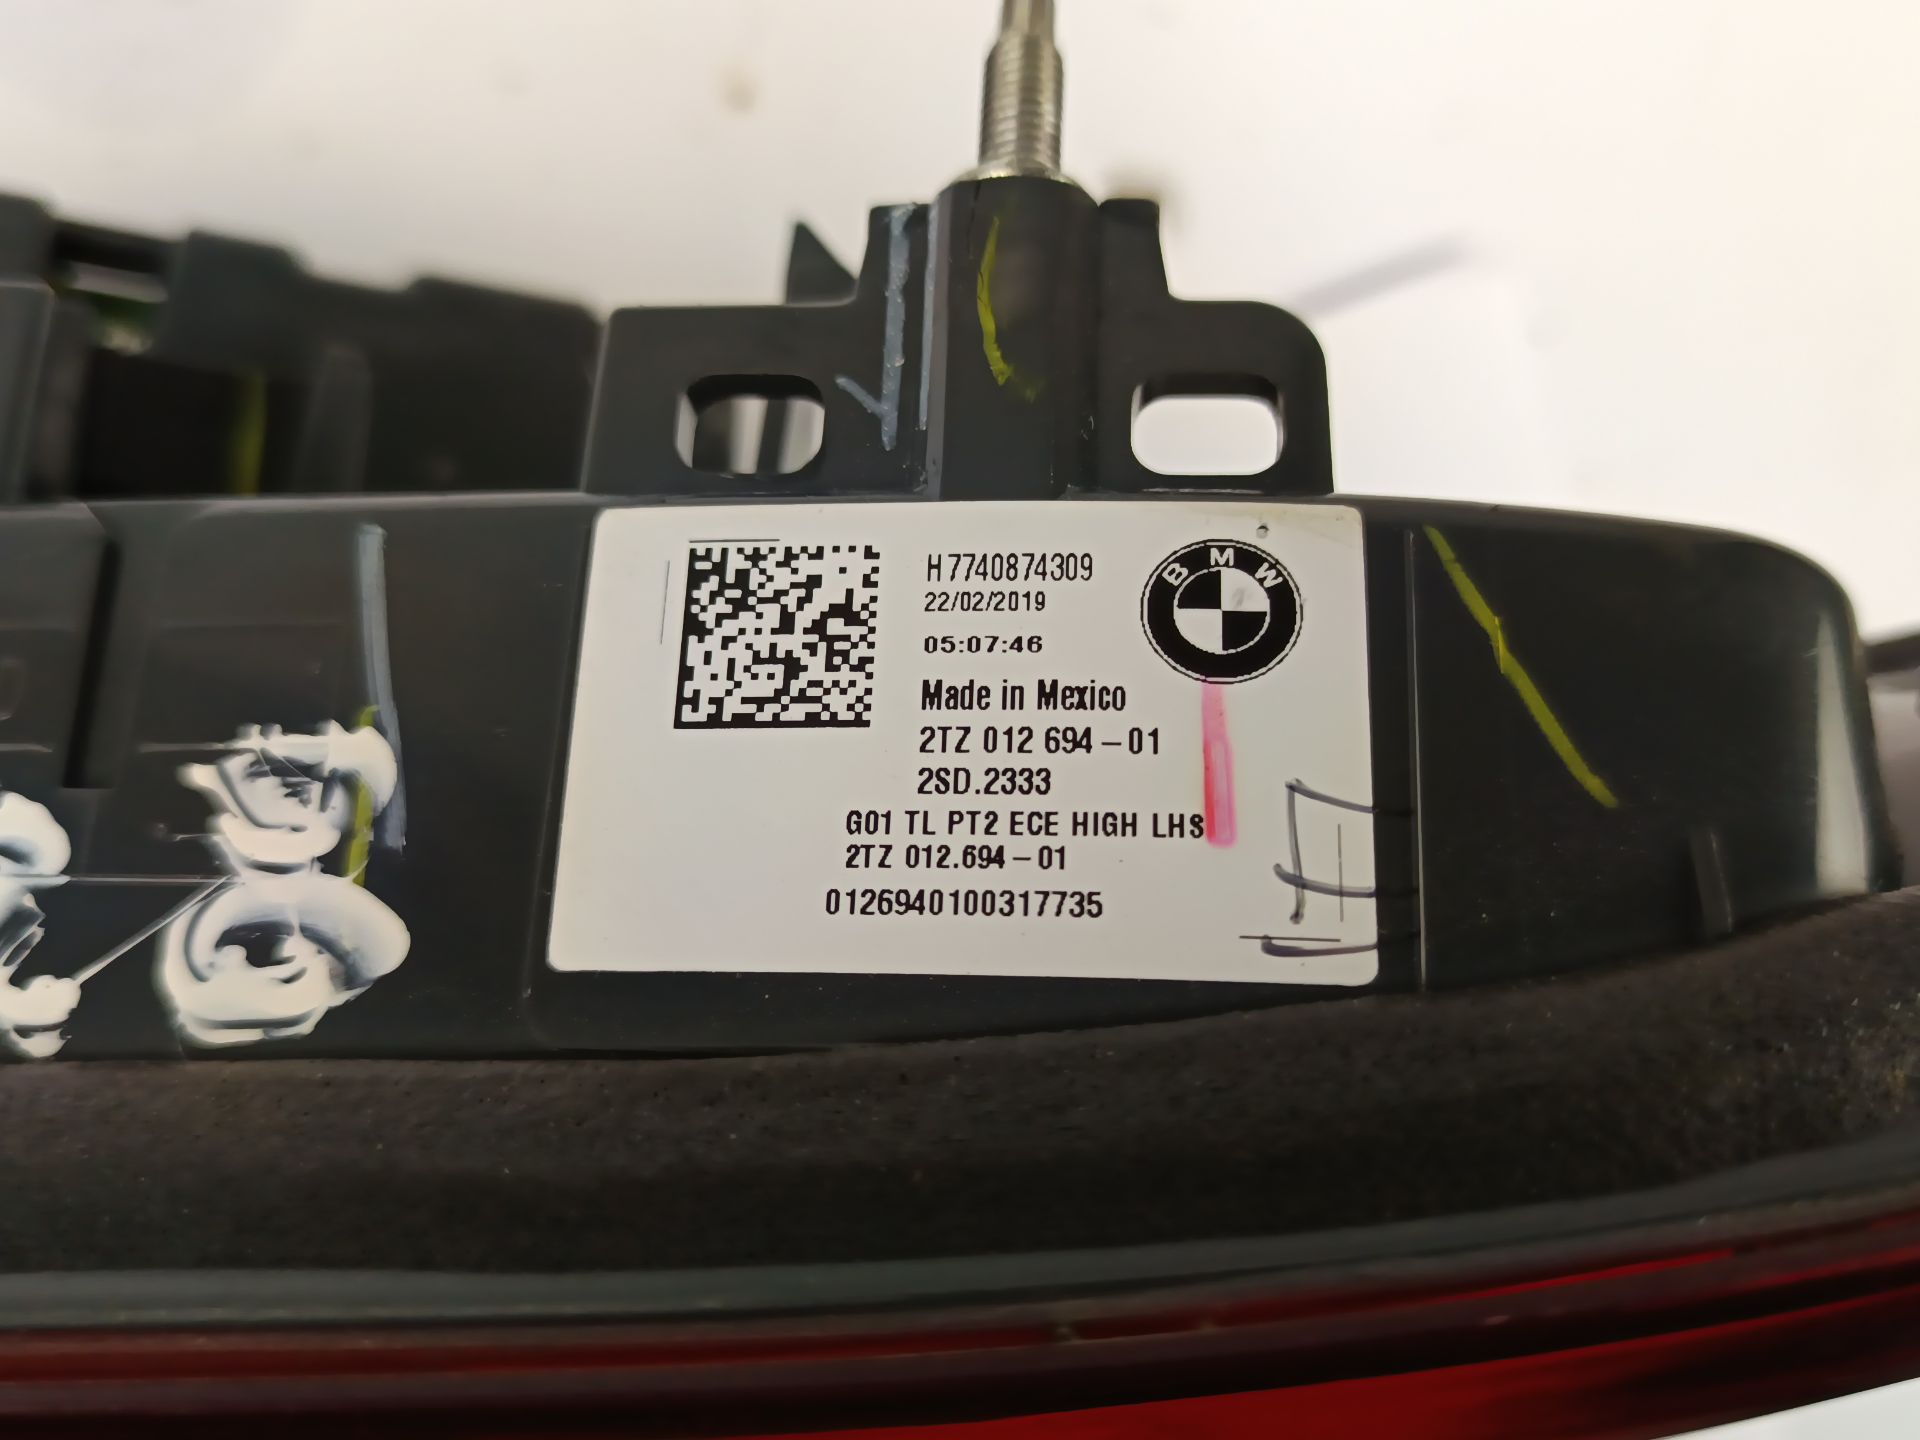 H7740874309
22/02/2019
05:07:46
BMW
Made in Mexico
2TZ 012 694-01
2SD.2333
G01 TL PT2 ECE HIGH LHS
2TZ 012.694-01
0126940100317735